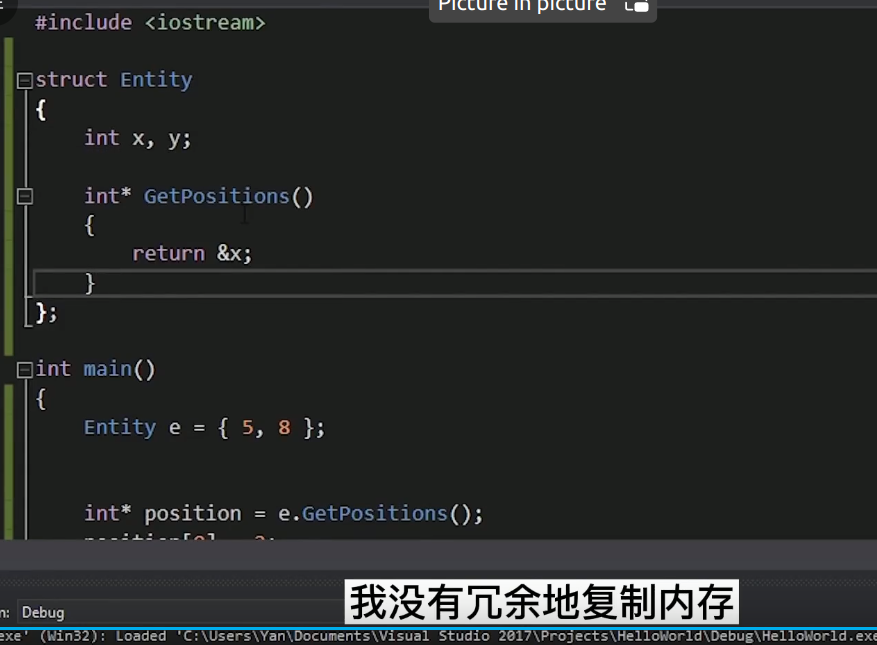 Picture in picture
#include <iostream>
struct Entity
{
int x, y;
int* GetPositions()
{
return &x;
}
};
int main()
{
Entity e = { 5, 8 };
int* position = e.GetPositions();
我没有冗余地复制内存
n: Debug
exe' (Win32): Loaded 'C:\Users\Yan\Documents\Visual Studio 2017\Projects\HelloWorld\Debug\HelloWorld.exe